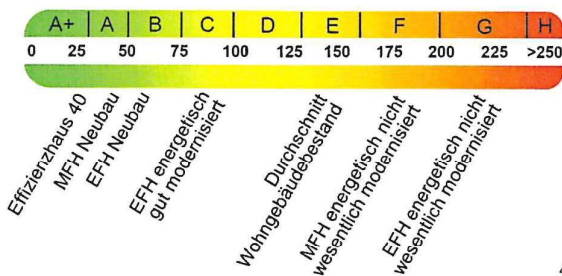 A+ A B C D E F G H
0 25 50 75 100 125 150 175 200 225 >250
Effizienzhaus 40
MFH Neubau
EFH Neubau
EFH energetisch
gut modernisiert
Durchschnitt
Wohngebäudebestand
MFH energetisch nicht
wesentlich modernisiert
EFH energetisch nicht
wesentlich modernisiert